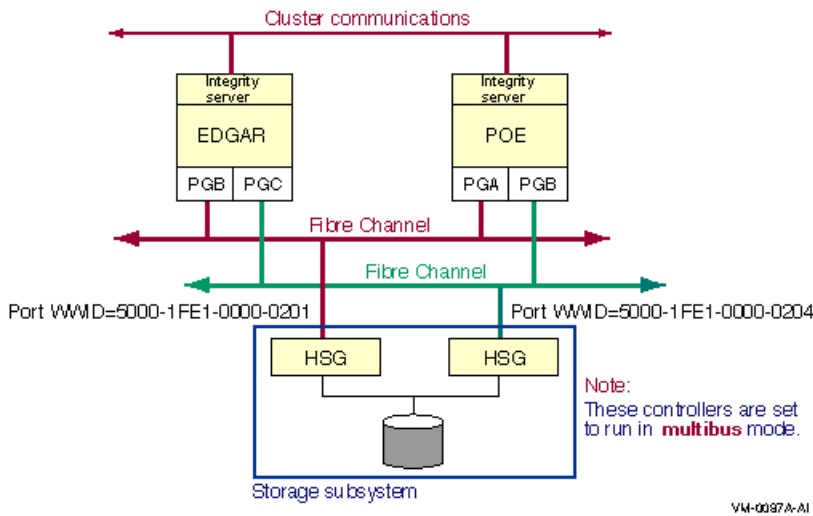 Cluster communications
Integrity server
Integrity server
EDGAR
POE
PGB PGC
PGA PGB
Fibre Channel
Fibre Channel
Port WWID=5000-1FE1-0000-0201
Port WWID=5000-1FE1-0000-0204
HSG
HSG
Note:
These controllers are set
to run in multibus mode.
Storage subsystem
VM-0097A-AI